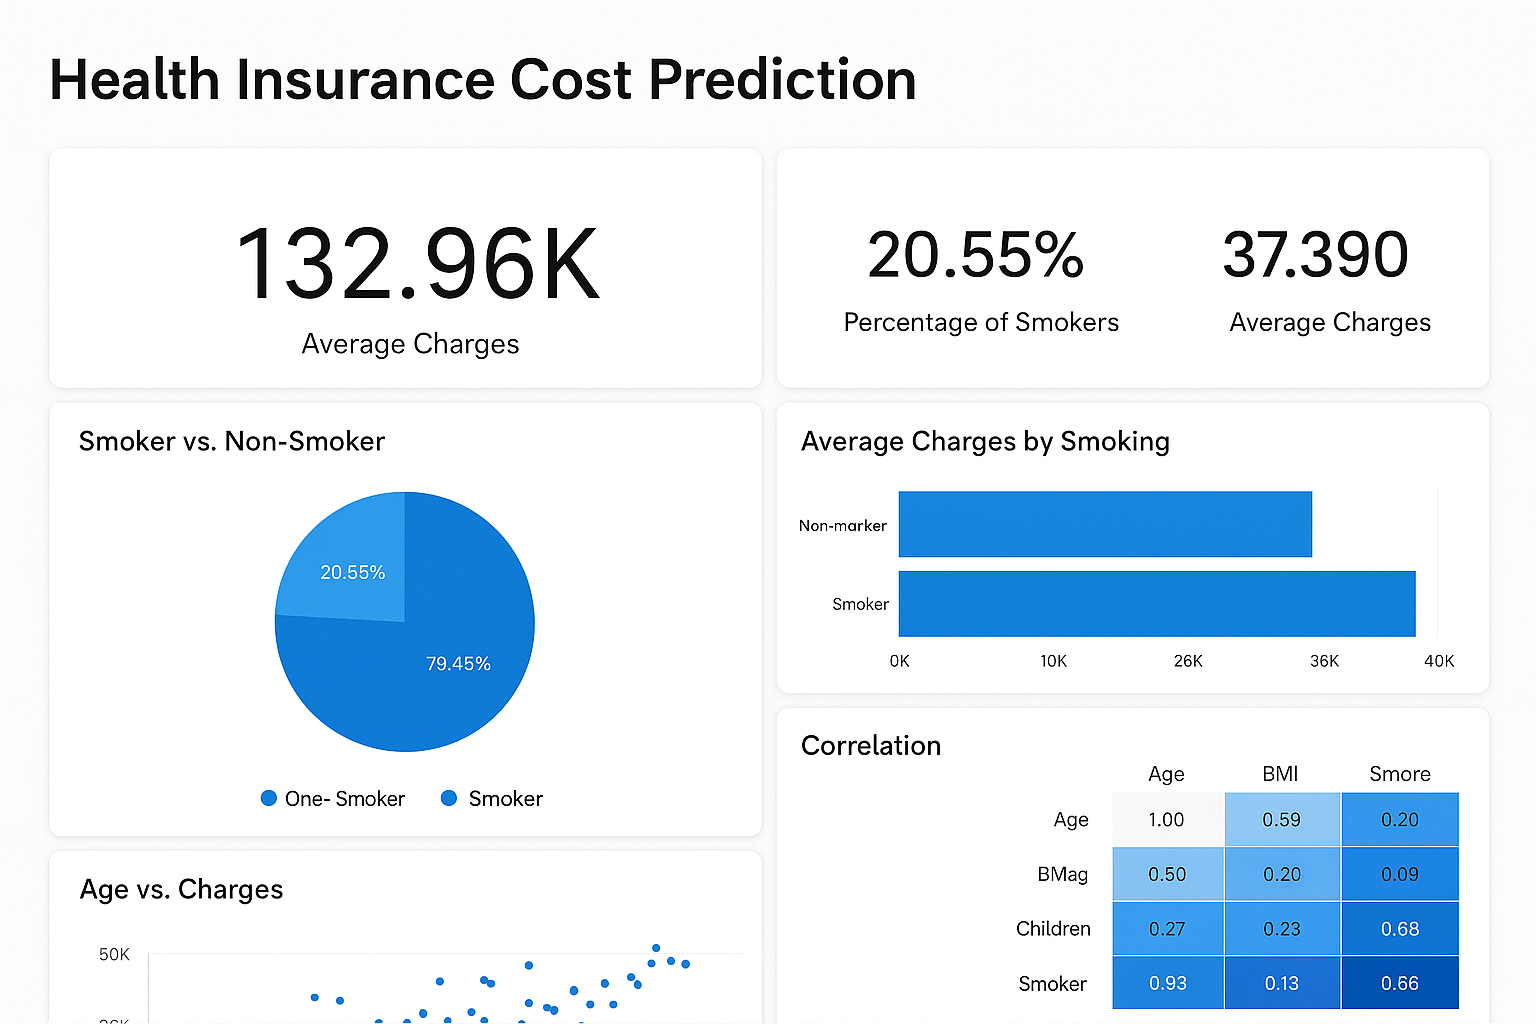 Health Insurance Cost Prediction
132.96K
Average Charges
20.55%
Percentage of Smokers
37.390
Average Charges
Smoker vs. Non-Smoker
20.55%
79.45%
One- Smoker
Smoker
Average Charges by Smoking
Non-marker
Smoker
0K 10K 26K 36K 40K
Correlation
Age BMI Smore
Age 1.00 0.59 0.20
BMag 0.50 0.20 0.09
Children 0.27 0.23 0.68
Smoker 0.93 0.13 0.66
Age vs. Charges
50K